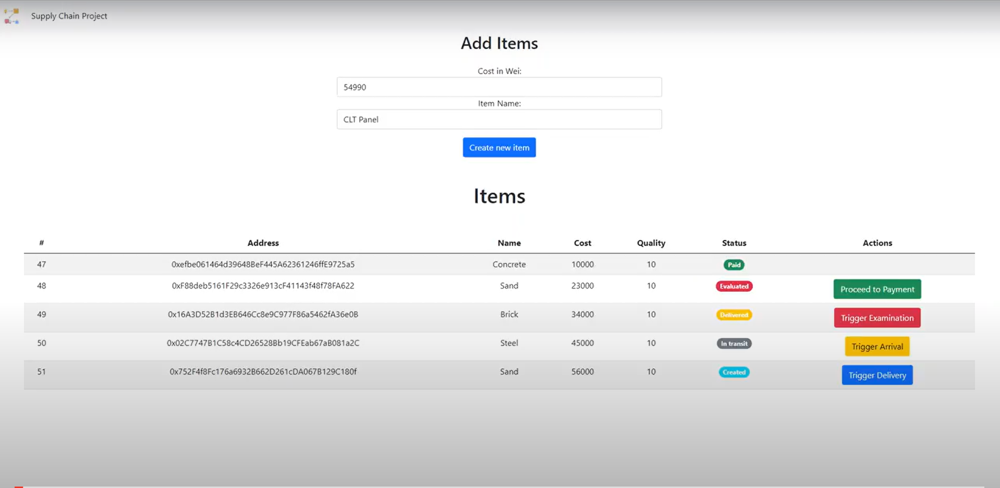 Supply Chain Project
Add Items
Cost in Wei:
54990
Item Name:
CLT Panel
Create new item
Items
# Address Name Cost Quality Status Actions
47 0xefbe061464d39648BeF445A62361246ffE9725a5 Concrete 10000 10 Paid
48 0xF88deb5161F29c3326e913cF41143f48f78FA622 Sand 23000 10 Evaluated Proceed to Payment
49 0x16A3D52B1d3EB646Cc8e9C977F86a5462fA36e0B Brick 34000 10 Delivered Trigger Examination
50 0x02C7747B1C58c4CD26528Bb19CFEab67aB081a2C Steel 45000 10 In transit Trigger Arrival
51 0x752F4f8Fc176a6932B662D261cDA067B129C180f Sand 56000 10 Created Trigger Delivery